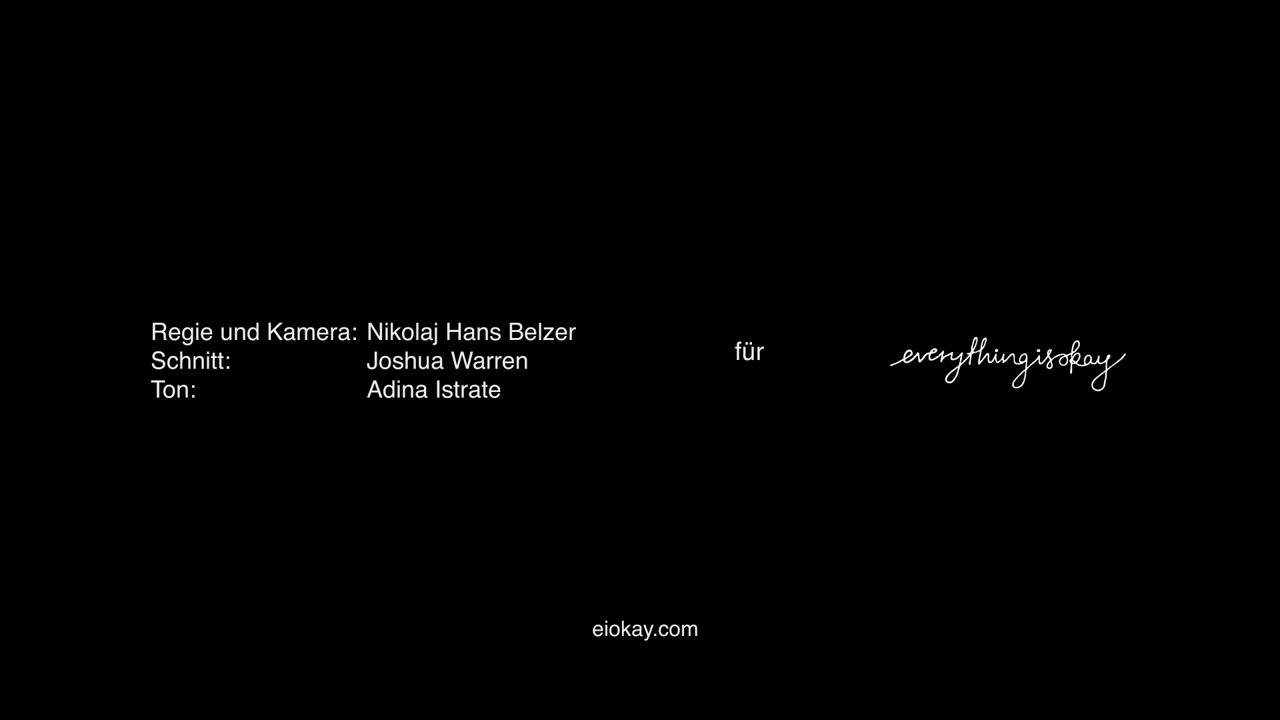 Regie und Kamera: Nikolaj Hans Belzer
Schnitt: Joshua Warren
Ton: Adina Istrate
für
everythingisokay
eiokay.com